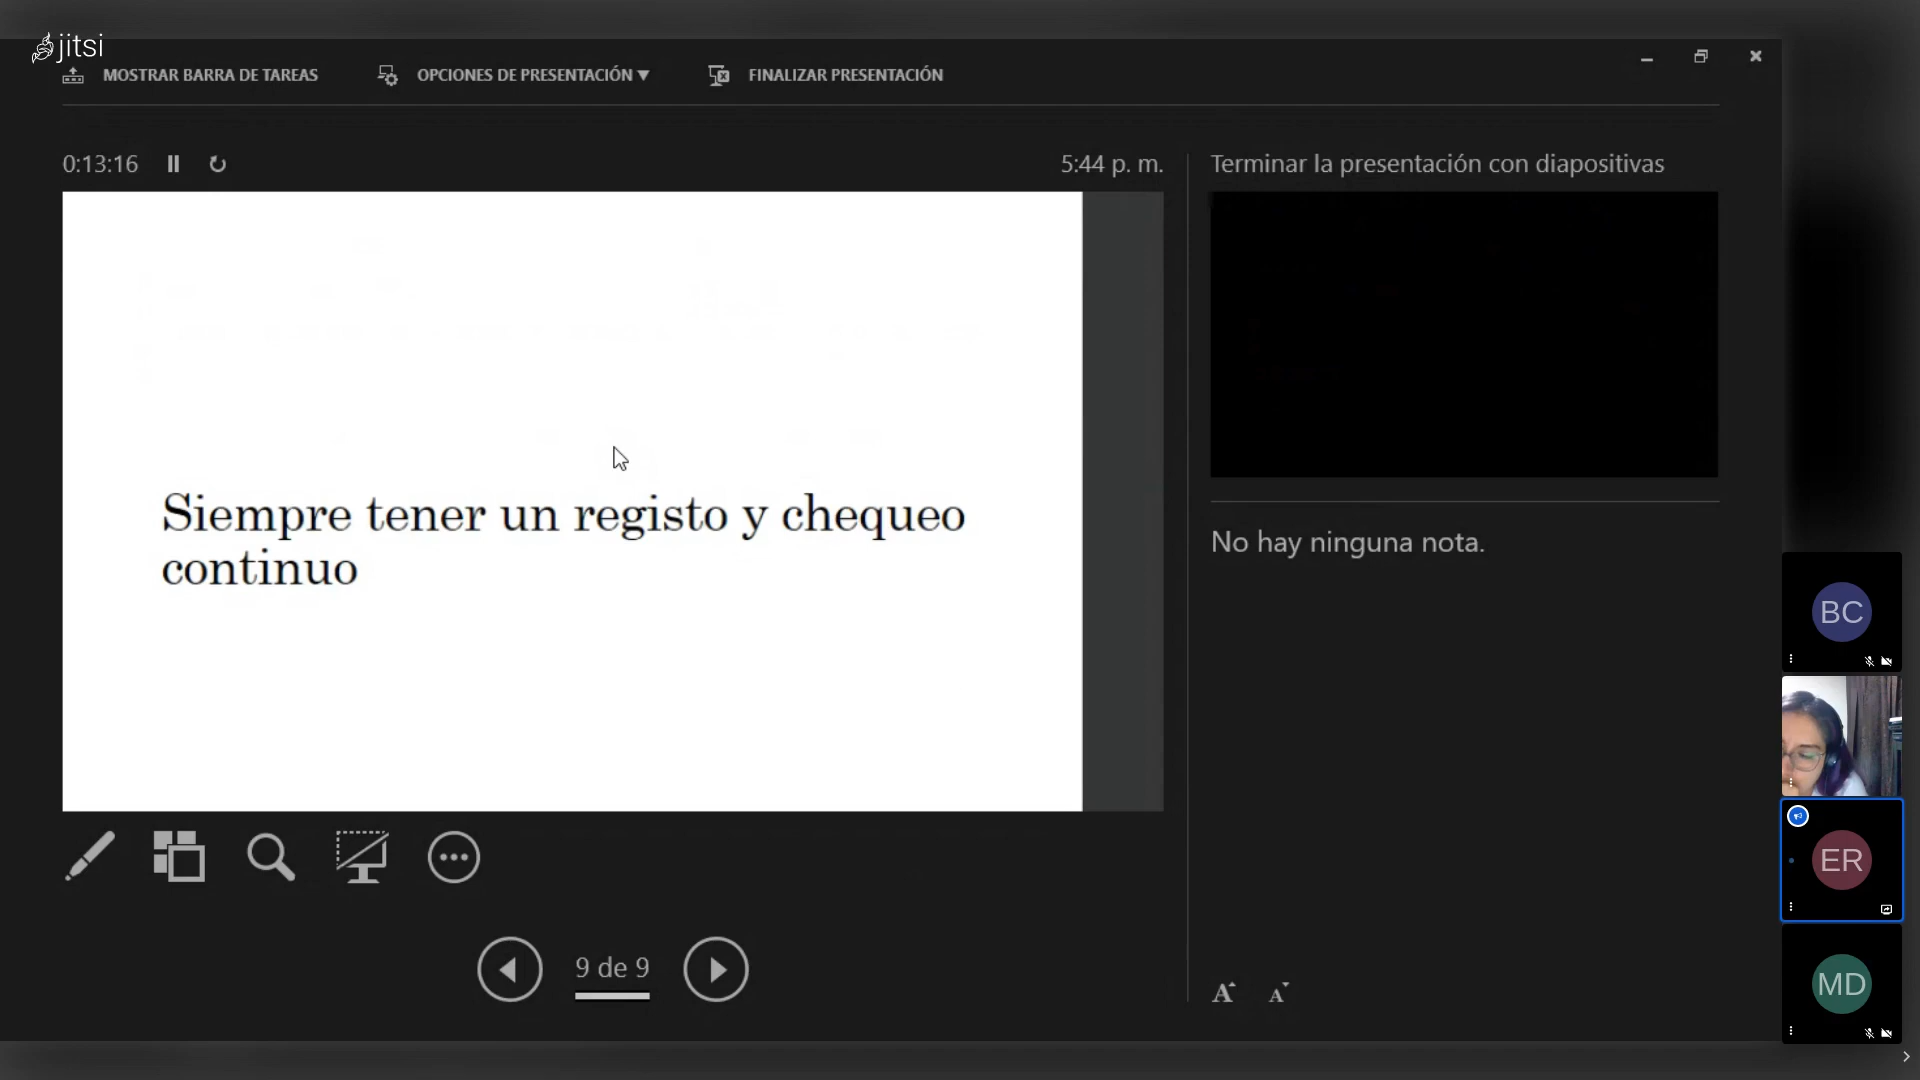 jitsi
MOSTRAR BARRA DE TAREAS
OPCIONES DE PRESENTACIÓN
FINALIZAR PRESENTACIÓN
0:13:16
5:44 p. m.
Terminar la presentación con diapositivas
Siempre tener un registo y chequeo
continuo
No hay ninguna nota.
9 de 9
A A
BC
ER
MD